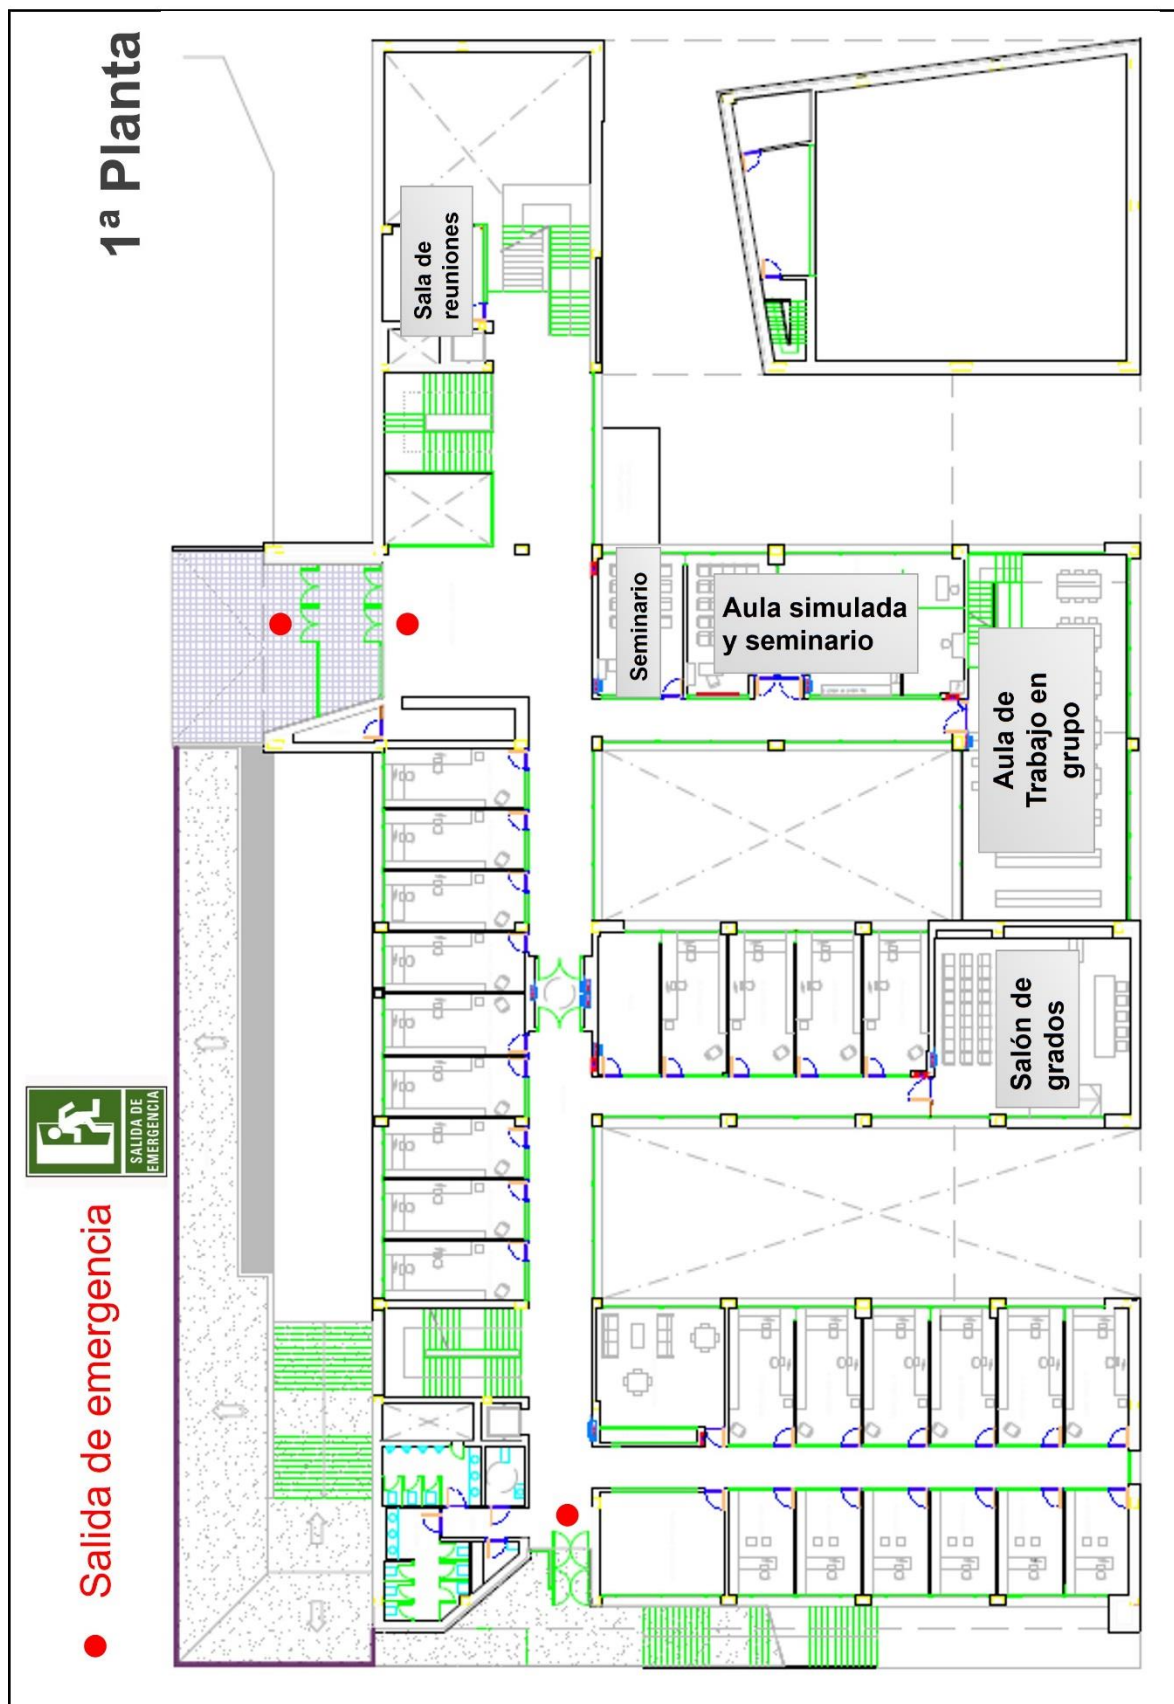 1ª Planta
Sala de
reuniones
Seminario
Aula simulada
y seminario
Aula de
Trabajo en
grupo
Salón de
grados
SALIDA DE
EMERGENCIA
Salida de emergencia